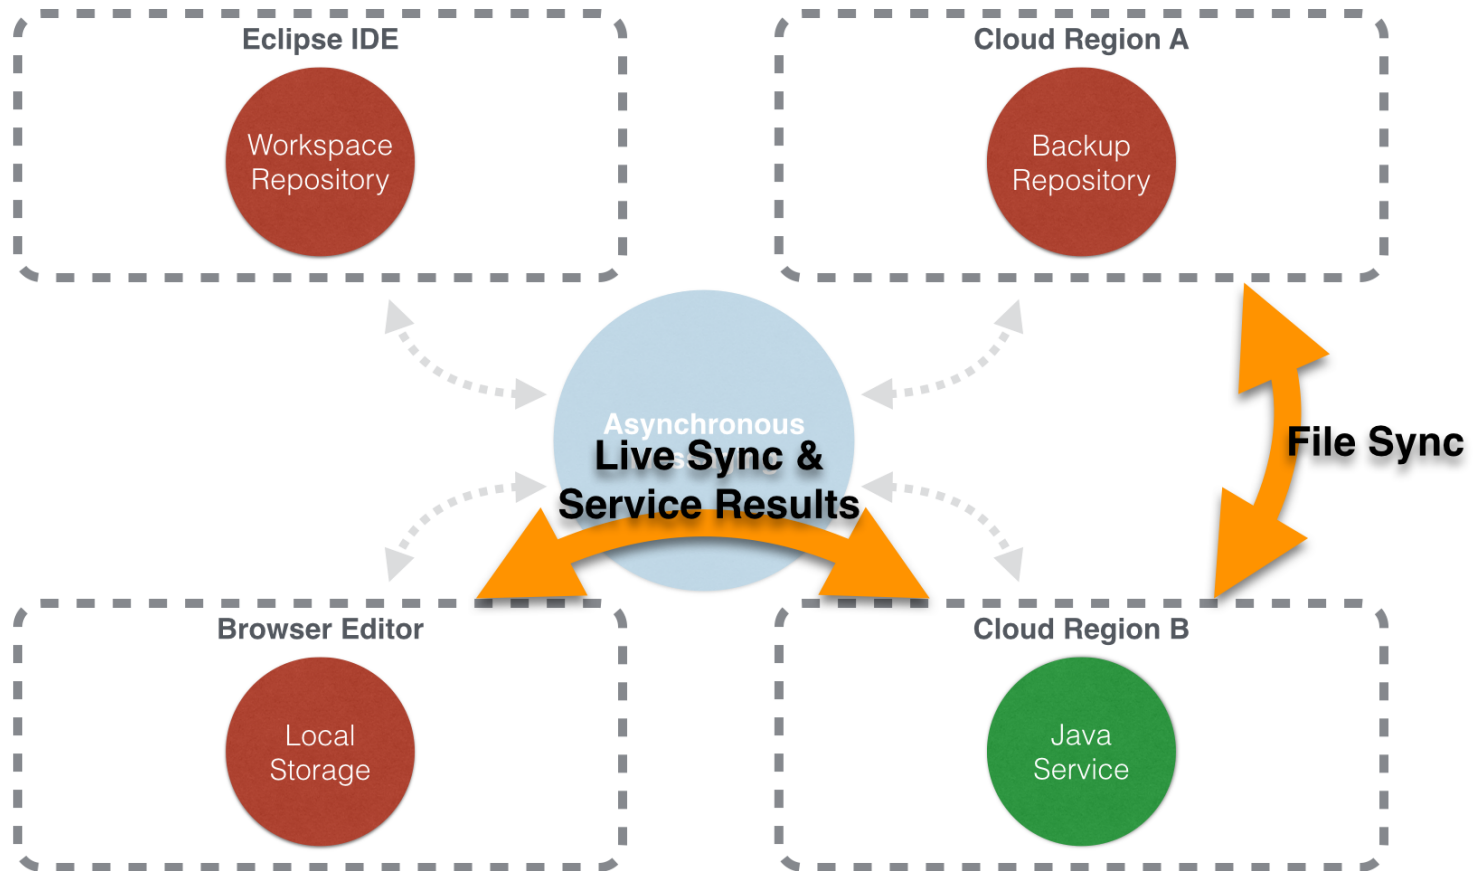 Eclipse IDE
Workspace
Repository
Cloud Region A
Backup
Repository
Asynchronous
Live Sync &
Service Results
File Sync
Browser Editor
Local
Storage
Cloud Region B
Java
Service